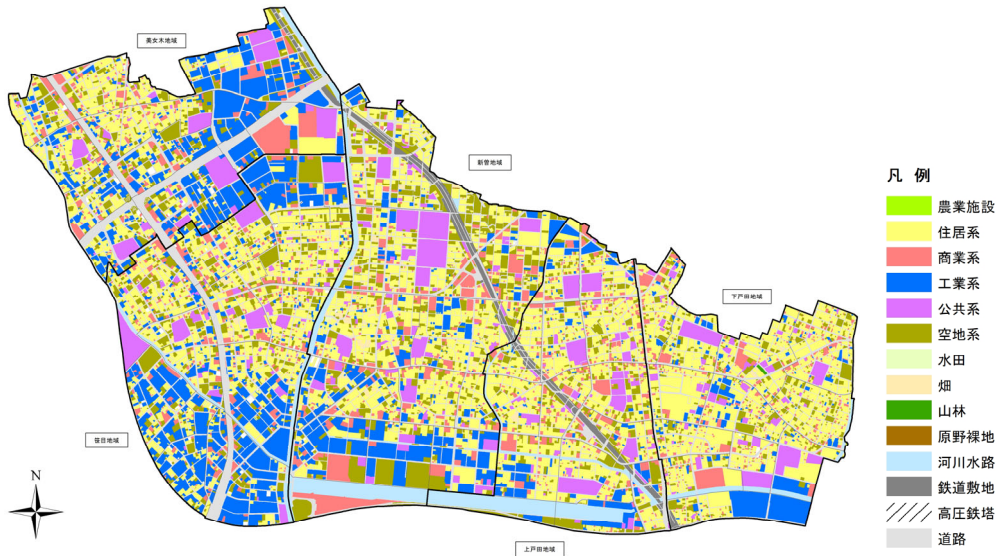 美女木地域
新曽地域
下戸田地域
笹目地域
上戸田地域
N
凡 例
農業施設
住居系
商業系
工業系
公共系
空地系
水田
畑
山林
原野裸地
河川水路
鉄道敷地
高圧鉄塔
道路